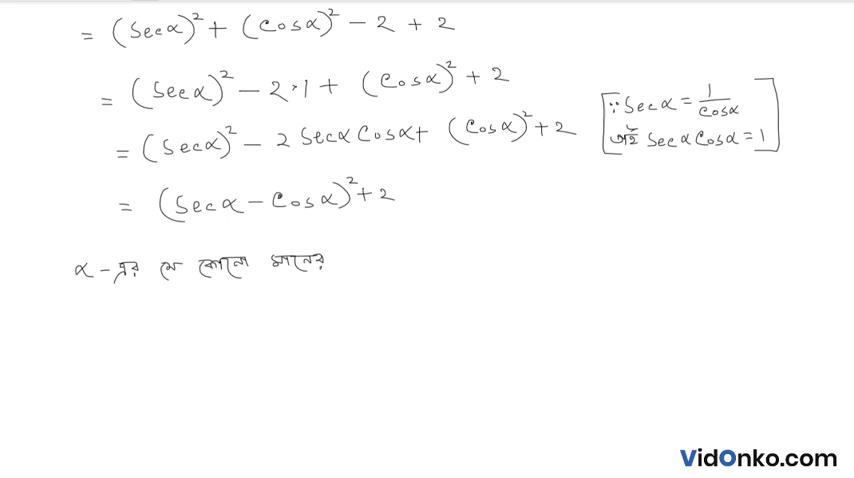 = (Secα)² + (Cosα)² − 2 + 2
= (Secα)² − 2·1 + (Cosα)² + 2
= (Secα)² − 2 Secα Cosα + (Cosα)² + 2
[∵ Secα = 1/Cosα
তাই Secα Cosα = 1]
= (Secα − Cosα)² + 2
α-এর যে কোনো মানের
VidOnko.com